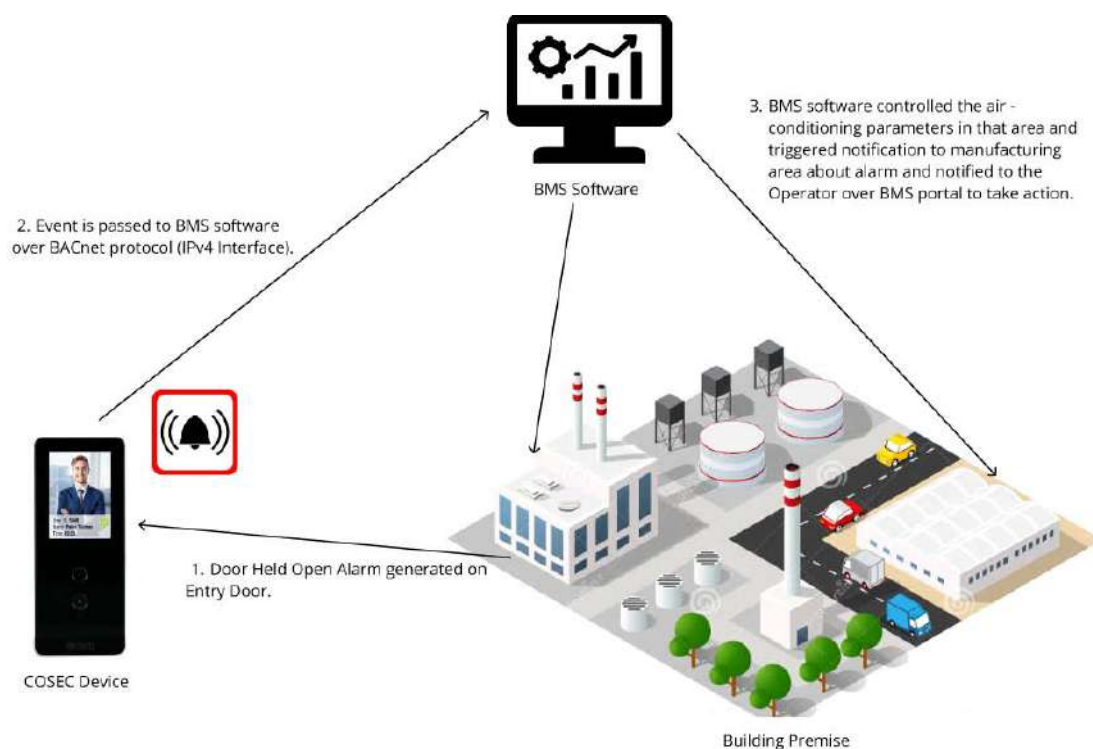 BMS Software
3. BMS software controlled the air -
conditioning parameters in that area and
triggered notification to manufacturing
area about alarm and notified to the
Operator over BMS portal to take action.
2. Event is passed to BMS software
over BACnet protocol (IPv4 Interface).
1. Door Held Open Alarm generated on
Entry Door.
COSEC Device
Building Premise